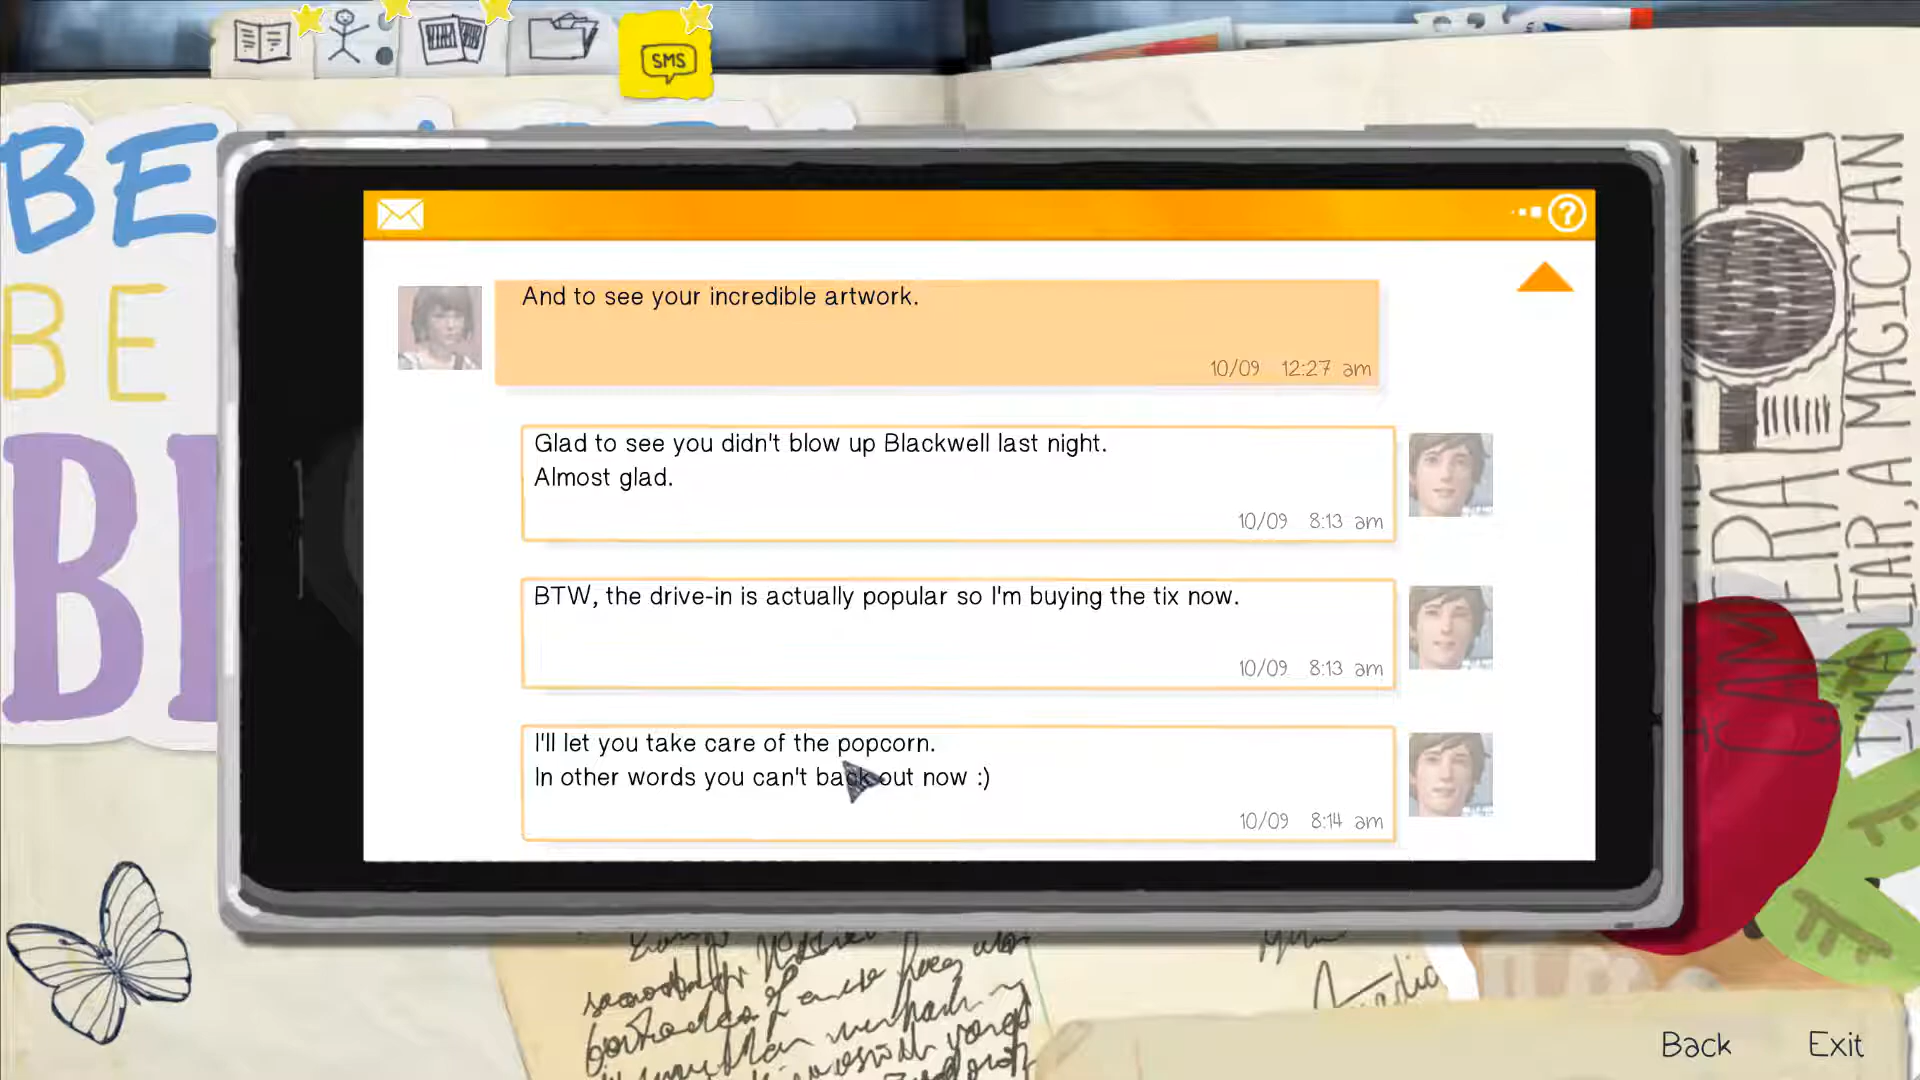 SMS
BE
BE
And to see your incredible artwork.
10/09 12:27 am
Glad to see you didn't blow up Blackwell last night.
Almost glad.
10/09 8:13 am
BTW, the drive-in is actually popular so I'm buying the tix now.
10/09 8:13 am
I'll let you take care of the popcorn.
In other words you can't back out now :)
10/09 8:14 am
?
CAMERA
I'M A LIAR, A MAGICIAN
Back
Exit